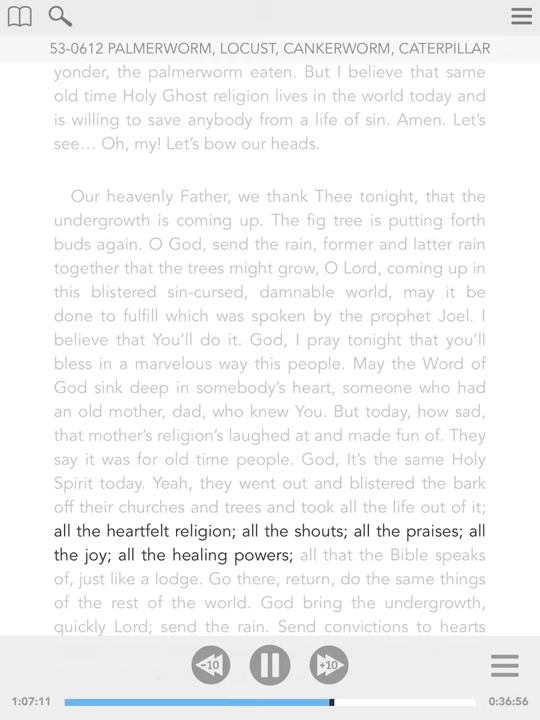 53-0612 PALMERWORM, LOCUST, CANKERWORM, CATERPILLAR
yonder, the palmerworm eaten. But I believe that same
old time Holy Ghost religion lives in the world today and
is willing to save anybody from a life of sin. Amen. Let’s
see… Oh, my! Let’s bow our heads.
Our heavenly Father, we thank Thee tonight, that the
undergrowth is coming up. The fig tree is putting forth
buds again. O God, send the rain, former and latter rain
together that the trees might grow, O Lord, coming up in
this blistered sin-cursed, damnable world, may it be
done to fulfill which was spoken by the prophet Joel. I
believe that You’ll do it. God, I pray tonight that you’ll
bless in a marvelous way this people. May the Word of
God sink deep in somebody’s heart, someone who had
an old mother, dad, who knew You. But today, how sad,
that mother’s religion’s laughed at and made fun of. They
say it was for old time people. God, It’s the same Holy
Spirit today. Yeah, they went out and blistered the bark
off their churches and trees and took all the life out of it;
all the heartfelt religion; all the shouts; all the praises; all
the joy; all the healing powers; all that the Bible speaks
of, just like a lodge. Go there, return, do the same things
of the rest of the world. God bring the undergrowth,
quickly Lord; send the rain. Send convictions to hearts
-10 +10
1:07:11 0:36:56